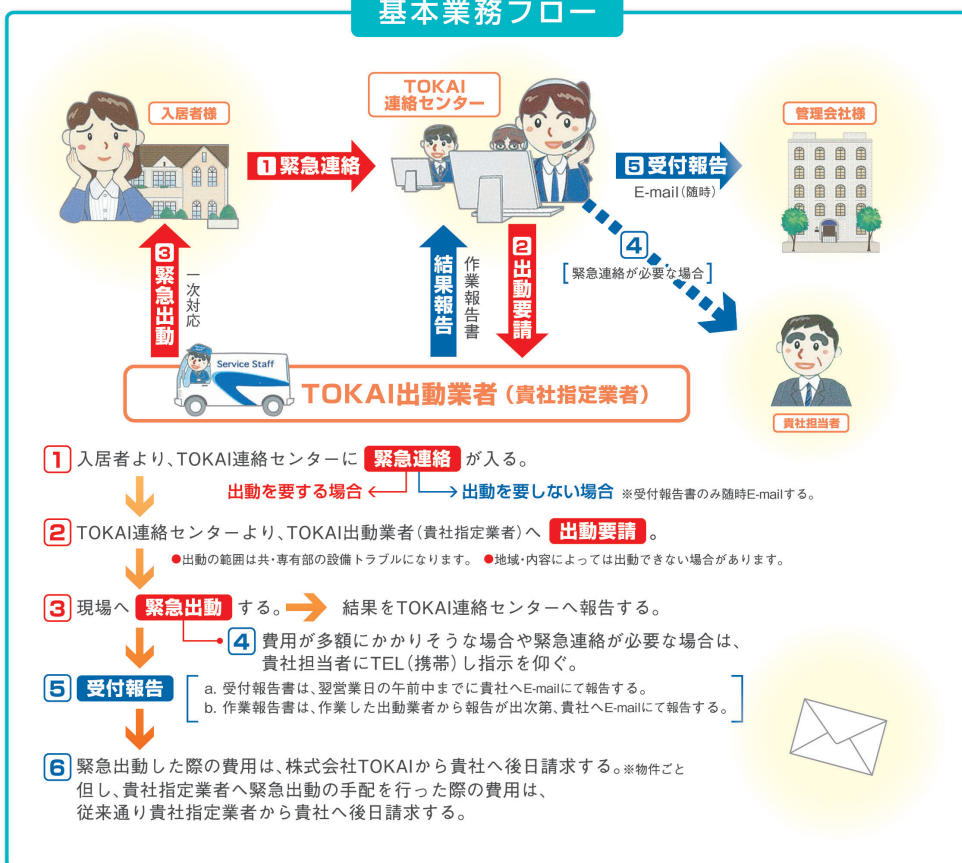 基本業務フロー
入居者様
TOKAI
連絡センター
管理会社様
1 緊急連絡
5 受付報告
E-mail(随時)
3 緊急出動
一次対応
結果報告
作業報告書
2 出動要請
4
[緊急連絡が必要な場合]
Service Staff
TOKAI出動業者(貴社指定業者)
貴社担当者
1 入居者より、TOKAI連絡センターに 緊急連絡 が入る。
出動を要する場合 ← → 出動を要しない場合 ※受付報告書のみ随時E-mailする。
2 TOKAI連絡センターより、TOKAI出動業者(貴社指定業者)へ 出動要請 。
●出動の範囲は共・専有部の設備トラブルになります。 ●地域・内容によっては出動できない場合があります。
3 現場へ 緊急出動 する。 → 結果をTOKAI連絡センターへ報告する。
4 費用が多額にかかりそうな場合や緊急連絡が必要な場合は、
貴社担当者にTEL(携帯)し指示を仰ぐ。
5 受付報告
a. 受付報告書は、翌営業日の午前中までに貴社へE-mailにて報告する。
b. 作業報告書は、作業した出動業者から報告が出次第、貴社へE-mailにて報告する。
6 緊急出動した際の費用は、株式会社TOKAIから貴社へ後日請求する。※物件ごと
但し、貴社指定業者へ緊急出動の手配を行った際の費用は、
従来通り貴社指定業者から貴社へ後日請求する。